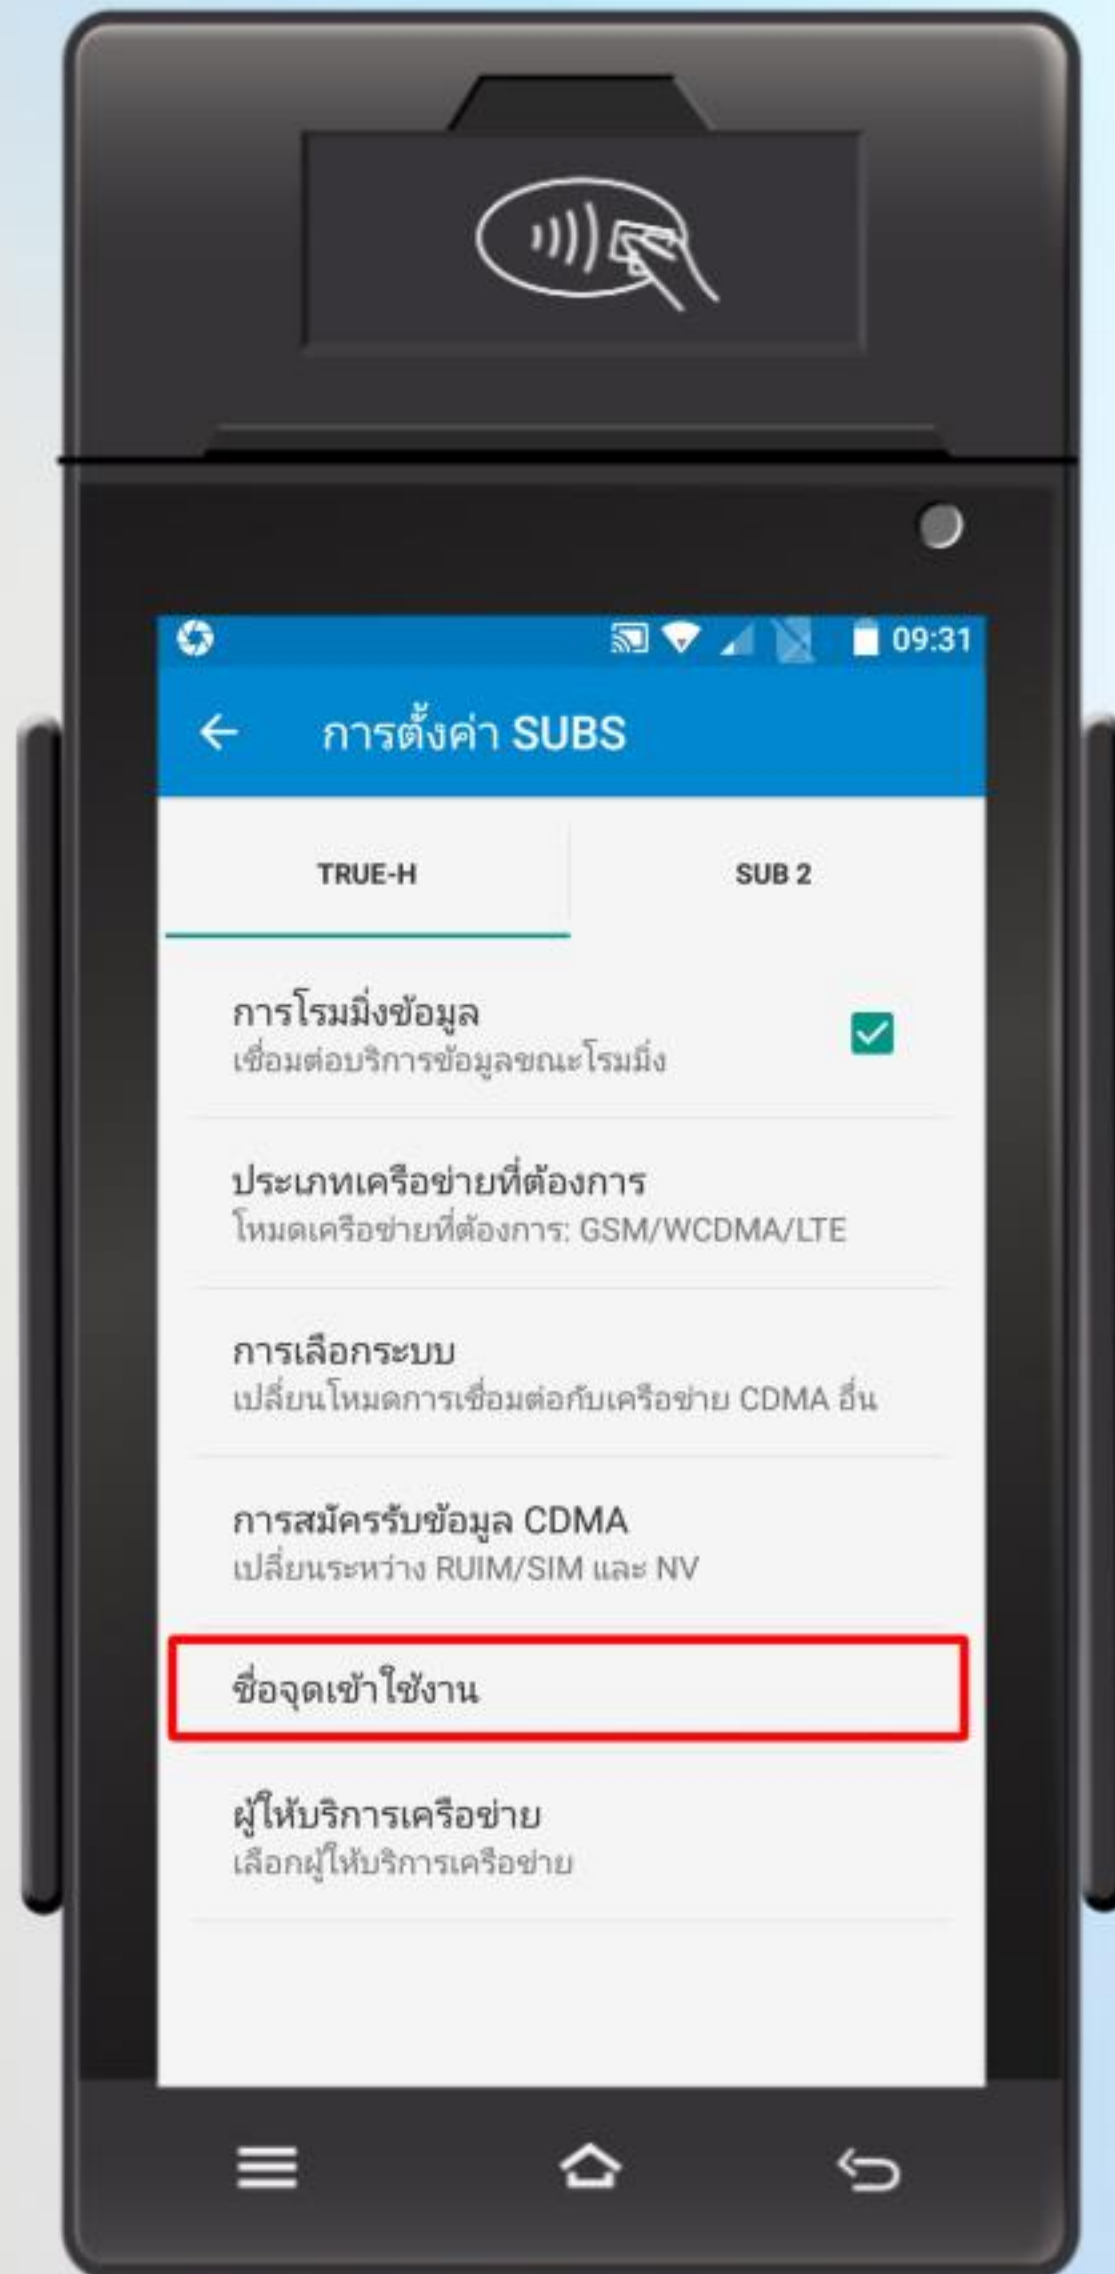 09:31
การตั้งค่า SUBS
TRUE-H
SUB 2
การโรมมิ่งข้อมูล
เชื่อมต่อบริการข้อมูลขณะโรมมิ่ง
ประเภทเครือข่ายที่ต้องการ
โหมดเครือข่ายที่ต้องการ: GSM/WCDMA/LTE
การเลือกระบบ
เปลี่ยนโหมดการเชื่อมต่อกับเครือข่าย CDMA อื่น
การสมัครรับข้อมูล CDMA
เปลี่ยนระหว่าง RUIM/SIM และ NV
ชื่อจุดเข้าใช้งาน
ผู้ให้บริการเครือข่าย
เลือกผู้ให้บริการเครือข่าย